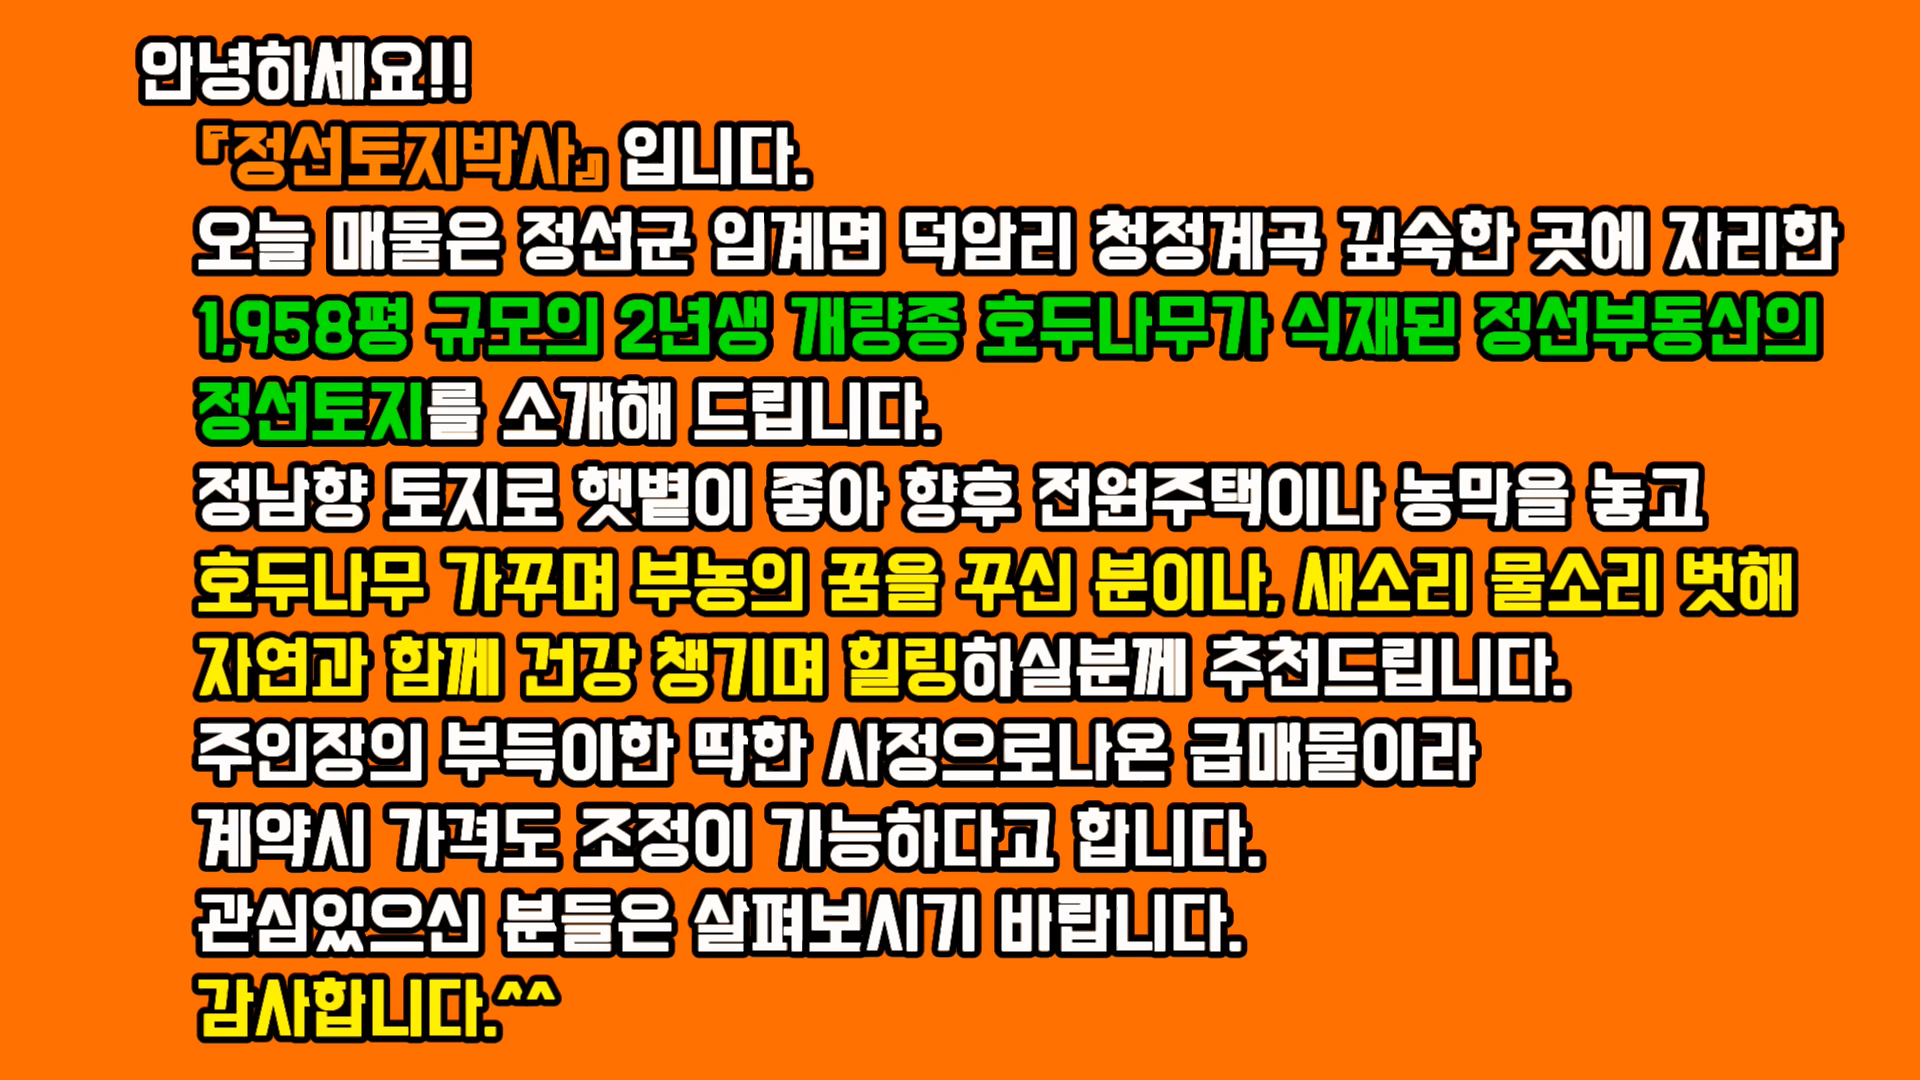 안녕하세요!!
『정선토지박사』 입니다.
오늘 매물은 정선군 임계면 덕암리 청정계곡 깊숙한 곳에 자리한
1,958평 규모의 2년생 개량종 호두나무가 식재된 정선부동산의
정선토지를 소개해 드립니다.
정남향 토지로 햇볕이 좋아 향후 전원주택이나 농막을 놓고
호두나무 가꾸며 부농의 꿈을 꾸신 분이나, 새소리 물소리 벗해
자연과 함께 건강 챙기며 힐링하실분께 추천드립니다.
주인장의 부득이한 딱한 사정으로나온 급매물이라
계약시 가격도 조정이 가능하다고 합니다.
관심있으신 분들은 살펴보시기 바랍니다.
감사합니다.^^